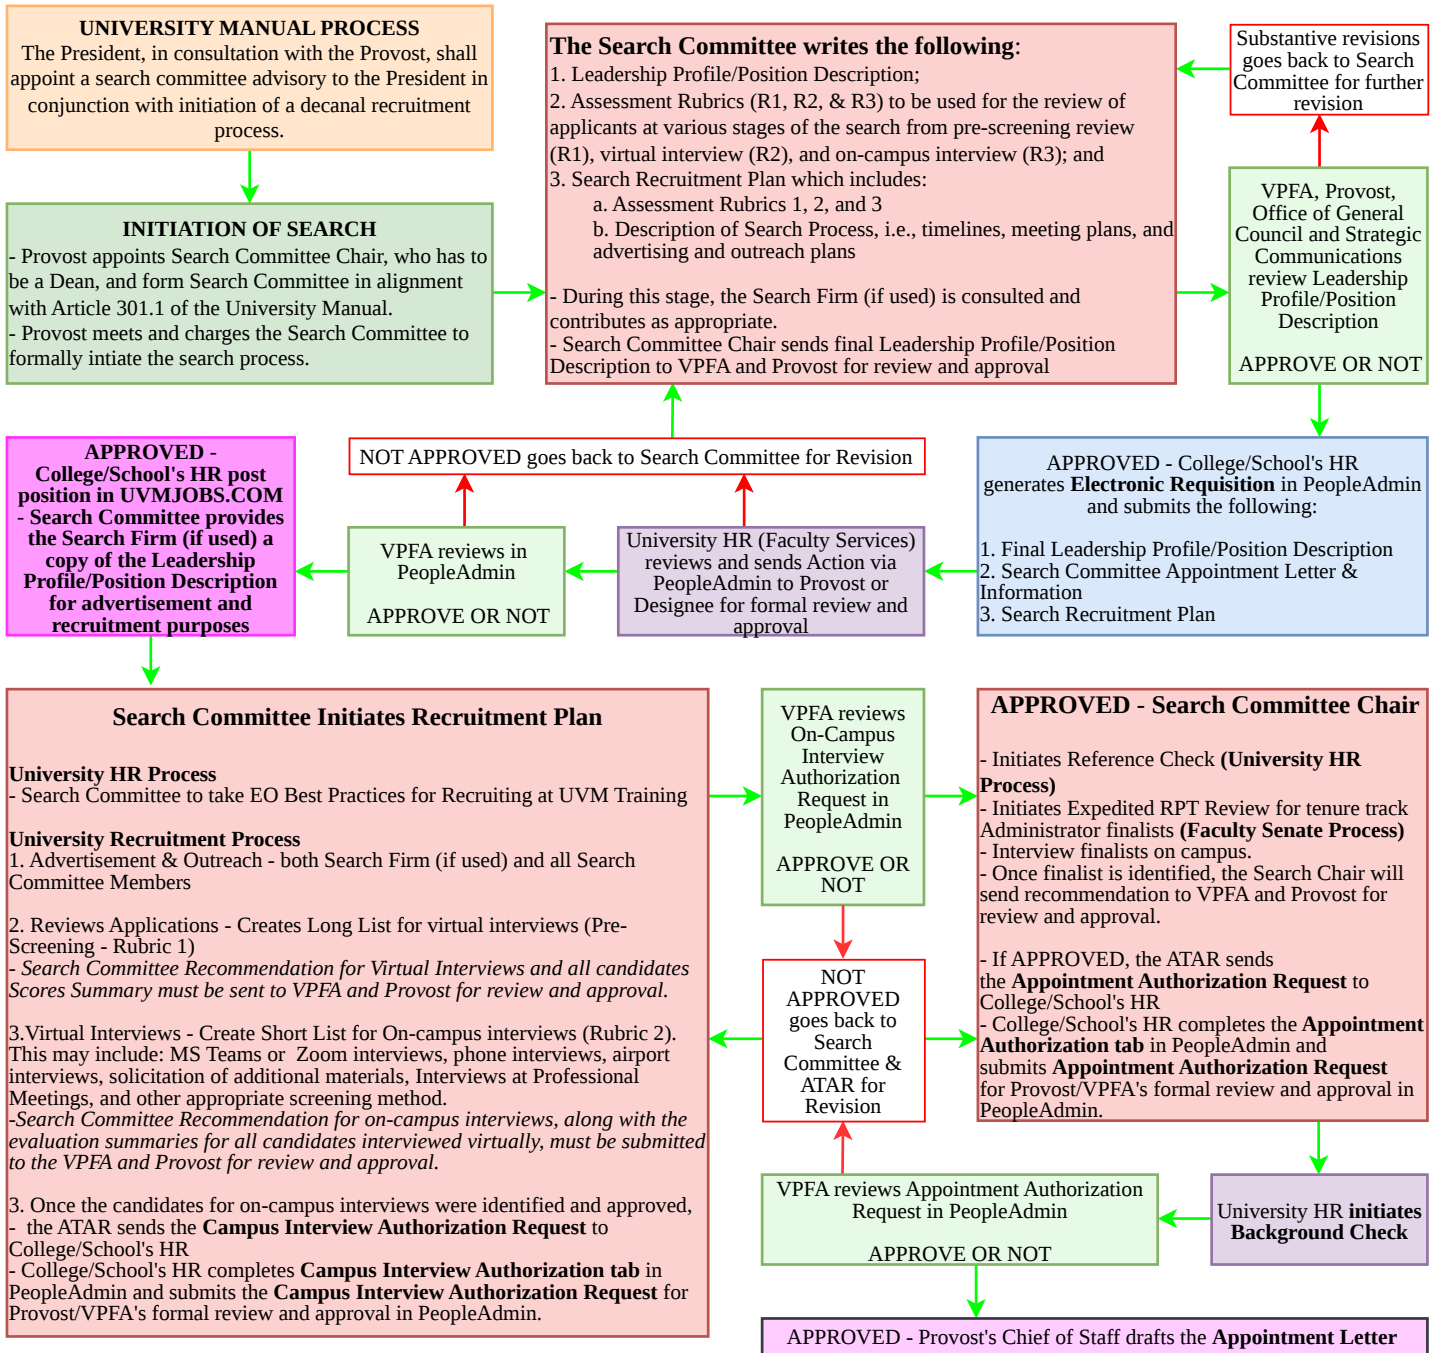 UNIVERSITY MANUAL PROCESS
The President, in consultation with the Provost, shall
appoint a search committee advisory to the President in
conjunction with initiation of a decanal recruitment
process.
INITIATION OF SEARCH
- Provost appoints Search Committee Chair, who has to
be a Dean, and form Search Committee in alignment
with Article 301.1 of the University Manual.
- Provost meets and charges the Search Committee to
formally intiate the search process.
The Search Committee writes the following:
1. Leadership Profile/Position Description;
2. Assessment Rubrics (R1, R2, & R3) to be used for the review of
applicants at various stages of the search from pre-screening review
(R1), virtual interview (R2), and on-campus interview (R3); and
3. Search Recruitment Plan which includes:
a. Assessment Rubrics 1, 2, and 3
b. Description of Search Process, i.e., timelines, meeting plans, and
advertising and outreach plans
- During this stage, the Search Firm (if used) is consulted and
contributes as appropriate.
- Search Committee Chair sends final Leadership Profile/Position
Description to VPFA and Provost for review and approval
Substantive revisions
goes back to Search
Committee for further
revision
VPFA, Provost,
Office of General
Council and Strategic
Communications
review Leadership
Profile/Position
Description
APPROVE OR NOT
APPROVED - College/School's HR
generates Electronic Requisition in PeopleAdmin
and submits the following:
1. Final Leadership Profile/Position Description
2. Search Committee Appointment Letter &
Information
3. Search Recruitment Plan
University HR (Faculty Services)
reviews and sends Action via
PeopleAdmin to Provost or
Designee for formal review and
approval
NOT APPROVED goes back to Search Committee for Revision
VPFA reviews in
PeopleAdmin
APPROVE OR NOT
APPROVED -
College/School's HR post
position in UVMJOBS.COM
- Search Committee provides
the Search Firm (if used) a
copy of the Leadership
Profile/Position Description
for advertisement and
recruitment purposes
Search Committee Initiates Recruitment Plan
University HR Process
- Search Committee to take EO Best Practices for Recruiting at UVM Training
University Recruitment Process
1. Advertisement & Outreach - both Search Firm (if used) and all Search
Committee Members
2. Reviews Applications - Creates Long List for virtual interviews (Pre-
Screening - Rubric 1)
- Search Committee Recommendation for Virtual Interviews and all candidates
Scores Summary must be sent to VPFA and Provost for review and approval.
3.Virtual Interviews - Create Short List for On-campus interviews (Rubric 2).
This may include: MS Teams or Zoom interviews, phone interviews, airport
interviews, solicitation of additional materials, Interviews at Professional
Meetings, and other appropriate screening method.
-Search Committee Recommendation for on-campus interviews, along with the
evaluation summaries for all candidates interviewed virtually, must be submitted
to the VPFA and Provost for review and approval.
3. Once the candidates for on-campus interviews were identified and approved,
- the ATAR sends the Campus Interview Authorization Request to
College/School's HR
- College/School's HR completes Campus Interview Authorization tab in
PeopleAdmin and submits the Campus Interview Authorization Request for
Provost/VPFA's formal review and approval in PeopleAdmin.
VPFA reviews
On-Campus
Interview
Authorization
Request in
PeopleAdmin
APPROVE OR
NOT
NOT
APPROVED
goes back to
Search
Committee &
ATAR for
Revision
APPROVED - Search Committee Chair
- Initiates Reference Check (University HR
Process)
- Initiates Expedited RPT Review for tenure track
Administrator finalists (Faculty Senate Process)
- Interview finalists on campus.
- Once finalist is identified, the Search Chair will
send recommendation to VPFA and Provost for
review and approval.
- If APPROVED, the ATAR sends
the Appointment Authorization Request to
College/School's HR
- College/School's HR completes the Appointment
Authorization tab in PeopleAdmin and
submits Appointment Authorization Request
for Provost/VPFA's formal review and approval in
PeopleAdmin.
University HR initiates
Background Check
VPFA reviews Appointment Authorization
Request in PeopleAdmin
APPROVE OR NOT
APPROVED - Provost's Chief of Staff drafts the Appointment Letter